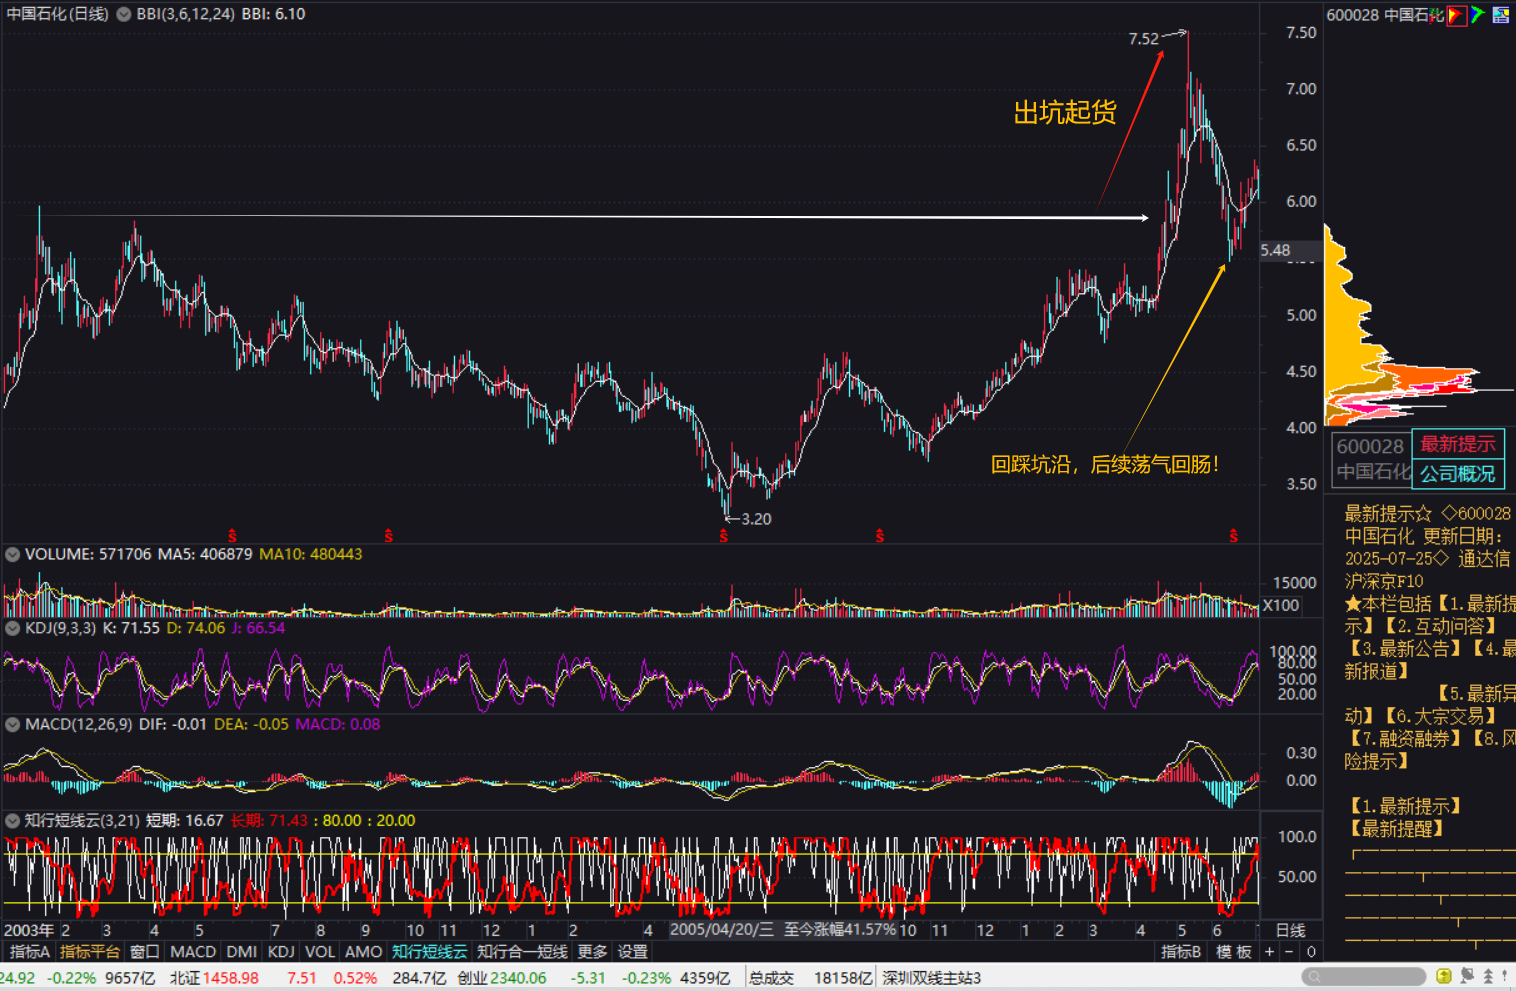 中国石化(日线) BBI(3,6,12,24) BBI: 6.10
600028 中国石化
7.52
7.50
出坑起货
7.00
6.50
6.00
5.48
5.00
4.50
4.00
回踩坑沿，后续荡气回肠！
3.50
3.20
600028 最新提示
中国石化 公司概况
最新提示☆ ◇600028
中国石化 更新日期：
2025-07-25◇ 通达信
沪深京F10
★本栏包括【1.最新提
示】【2.互动问答】
【3.最新公告】【4.最
新报道】
【5.最新异
动】【6.大宗交易】
【7.融资融券】【8.风
险提示】
【1.最新提示】
【最新提醒】
VOLUME: 571706 MA5: 406879 MA10: 480443
15000
X100
KDJ(9,3,3) K: 71.55 D: 74.06 J: 66.54
100.00
80.00
50.00
20.00
MACD(12,26,9) DIF: -0.01 DEA: -0.05 MACD: 0.08
0.30
0.00
知行短线云(3,21) 短期: 16.67 长期: 71.43 : 80.00 : 20.00
100.0
50.00
2003年 2 3 4 5 7 8 9 10 11 12 1 2 4 2005/04/20/三 至今涨幅41.57% 10 11 12 1 2 3 4 5 6 日线
指标A 指标平台 窗口 MACD DMI KDJ VOL AMO 知行短线云 知行合一短线 更多 设置 指标B 模板 + - 0
24.92 -0.22% 9657亿 北证 1458.98 7.51 0.52% 284.7亿 创业 2340.06 -5.31 -0.23% 4359亿 总成交 18158亿 深圳双线主站3